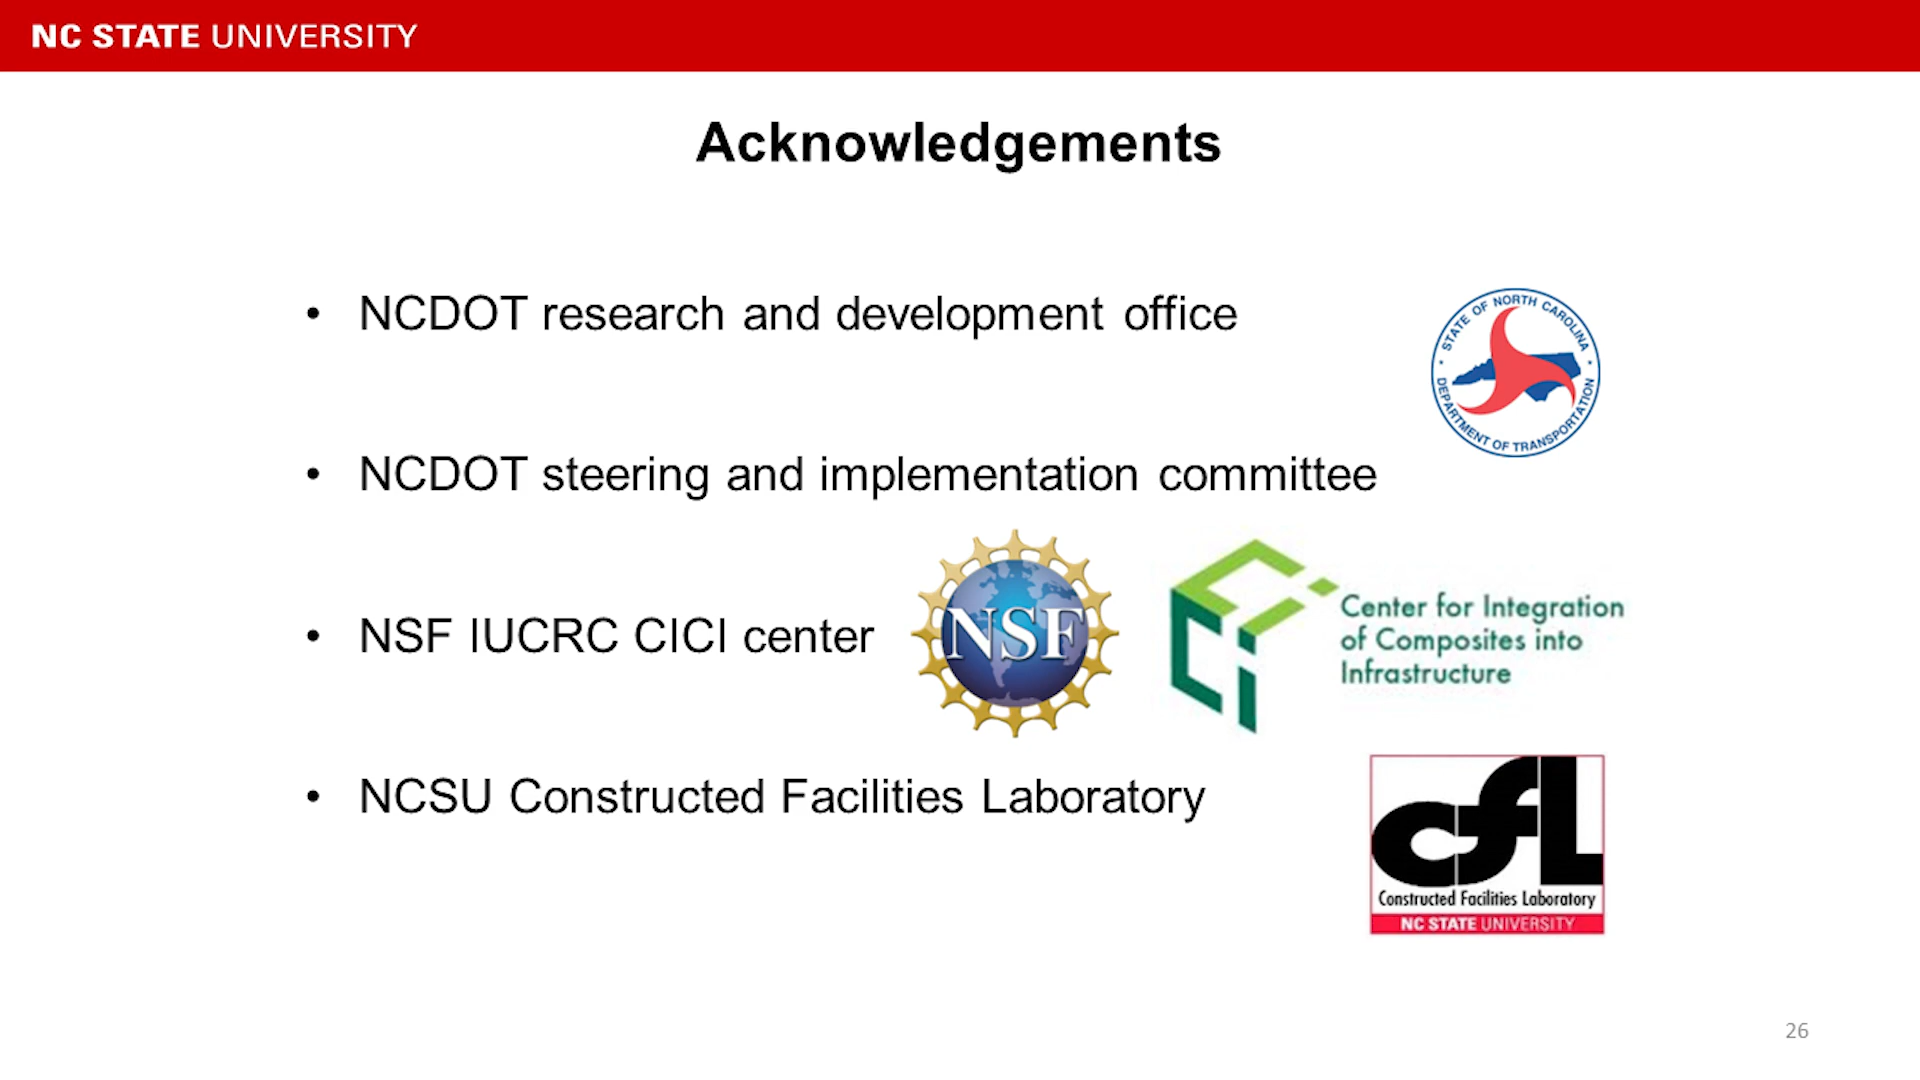 NC STATE UNIVERSITY
Acknowledgements
• NCDOT research and development office
STATE OF NORTH CAROLINA
• DEPARTMENT OF TRANSPORTATION •
• NCDOT steering and implementation committee
• NSF IUCRC CICI center
NSF
Center for Integration
of Composites into
Infrastructure
• NCSU Constructed Facilities Laboratory
cfL
Constructed Facilities Laboratory
NC STATE UNIVERSITY
26